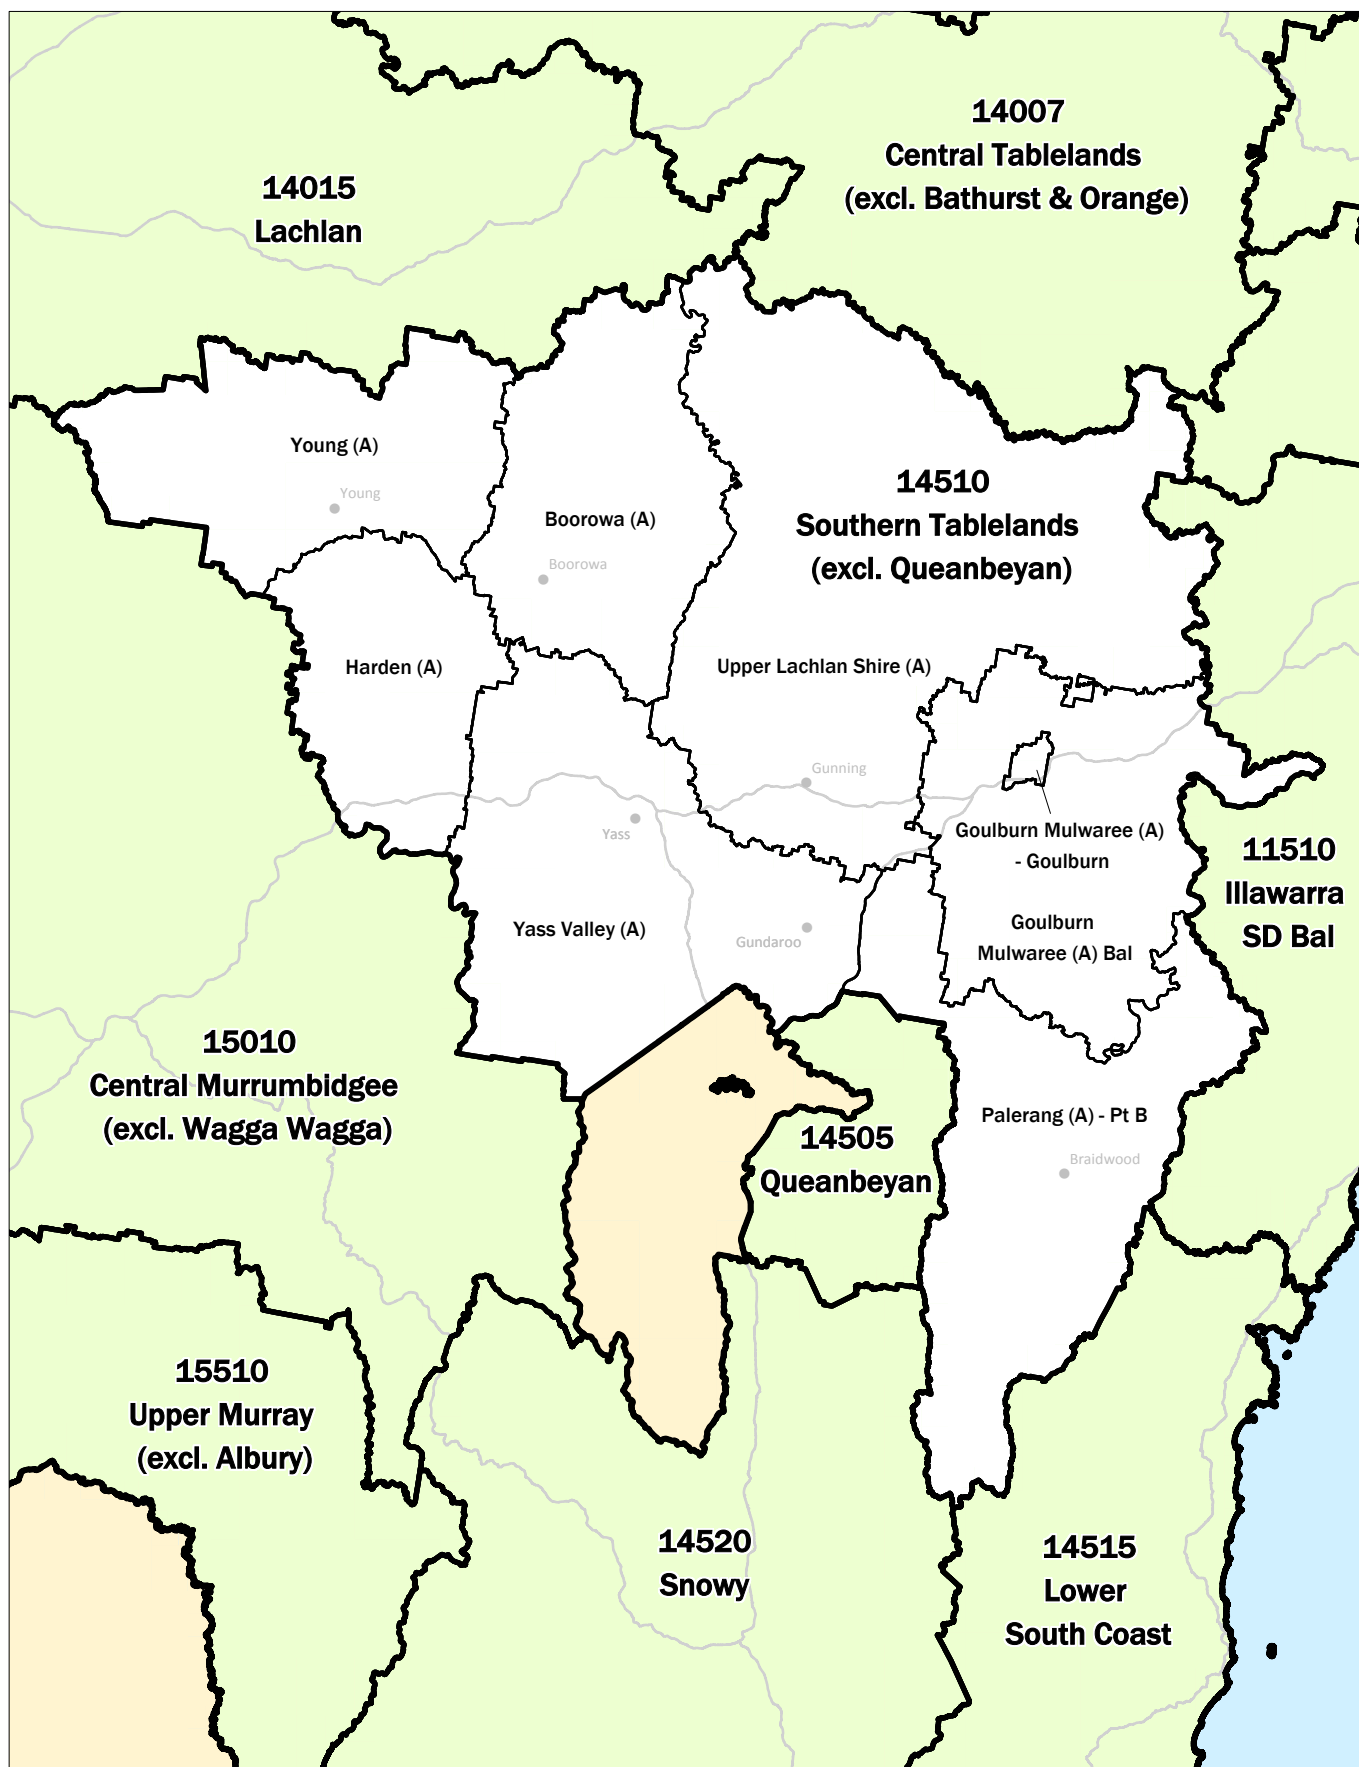 14007
Central Tablelands
(excl. Bathurst & Orange)
14015
Lachlan
Young (A)
Young
14510
Southern Tablelands
(excl. Queanbeyan)
Boorowa (A)
Boorowa
Harden (A)
Upper Lachlan Shire (A)
Gunning
Yass
Goulburn Mulwaree (A)
- Goulburn
11510
Illawarra
SD Bal
Yass Valley (A)
Gundaroo
Goulburn
Mulwaree (A) Bal
15010
Central Murrumbidgee
(excl. Wagga Wagga)
Palerang (A) - Pt B
14505
Queanbeyan
Braidwood
15510
Upper Murray
(excl. Albury)
14520
Snowy
14515
Lower
South Coast